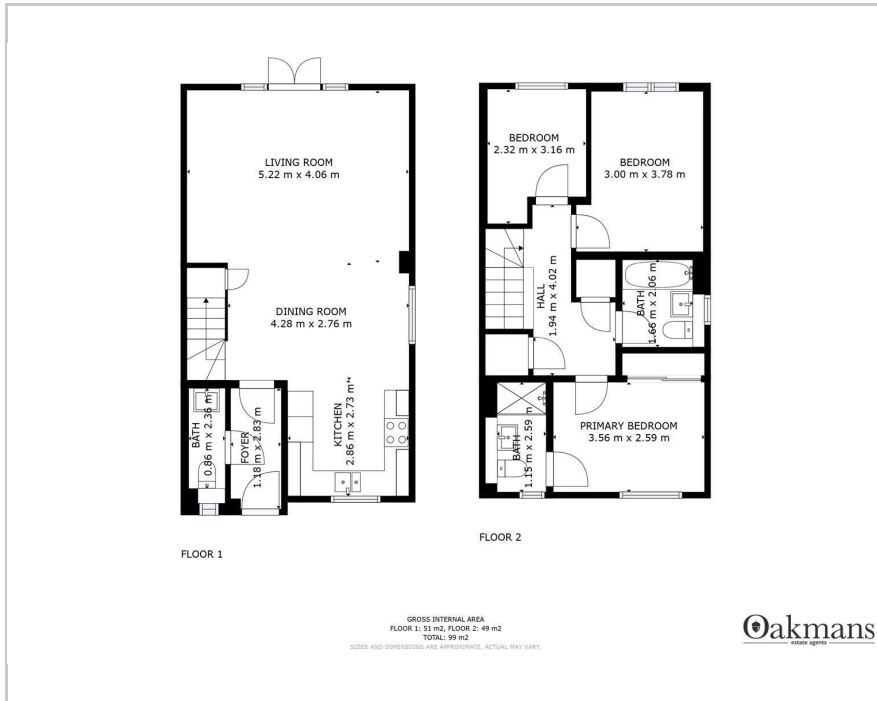 LIVING ROOM
5.22 m x 4.06 m
DINING ROOM
4.28 m x 2.76 m
KITCHEN
2.86 m x 2.73 m
BATH
0.86 m x 2.36 m
FOYER
1.18 m x 2.83 m
FLOOR 1
BEDROOM
2.32 m x 3.16 m
BEDROOM
3.00 m x 3.78 m
HALL
1.94 m x 4.02 m
BATH
1.66 m x 2.06 m
PRIMARY BEDROOM
3.56 m x 2.59 m
BATH
1.15 m x 2.59 m
FLOOR 2
GROSS INTERNAL AREA
FLOOR 1: 51 m2, FLOOR 2: 49 m2
TOTAL: 99 m2
SIZES AND DIMENSIONS ARE APPROXIMATE, ACTUAL MAY VARY.
Oakmans
estate agents